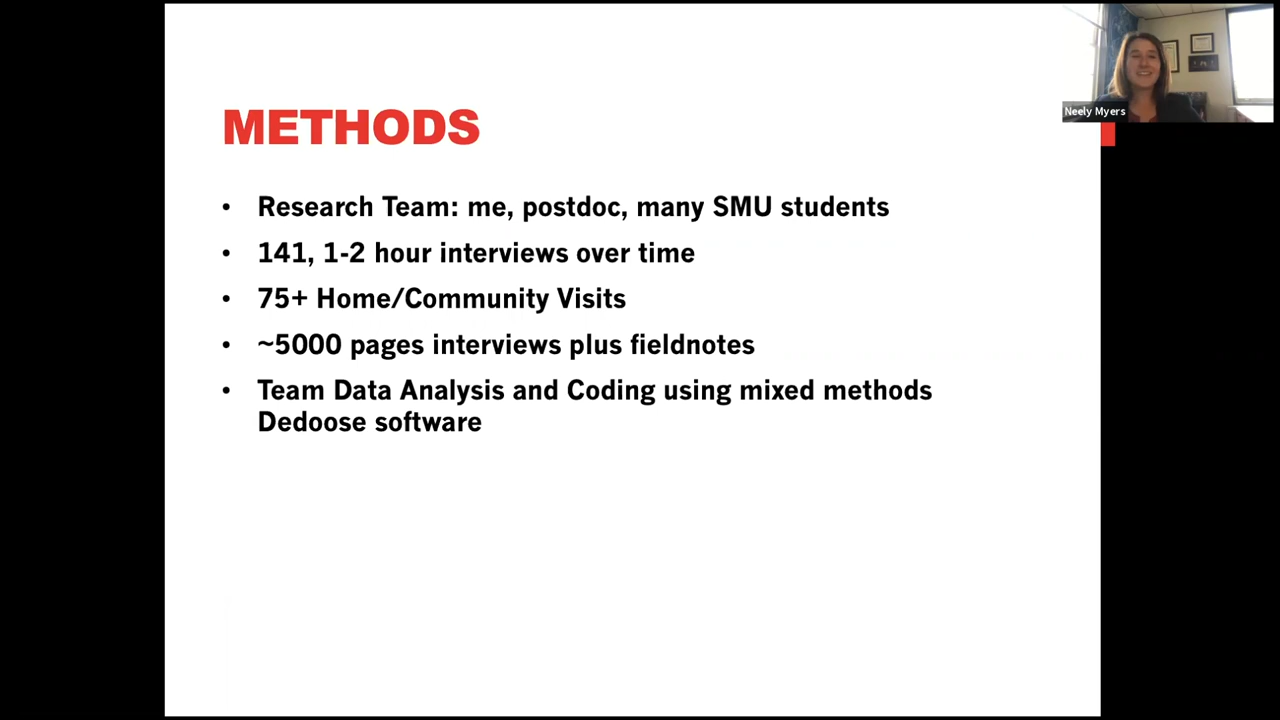 METHODS
Neely Myers
• Research Team: me, postdoc, many SMU students
• 141, 1-2 hour interviews over time
• 75+ Home/Community Visits
• ~5000 pages interviews plus fieldnotes
• Team Data Analysis and Coding using mixed methods
Dedoose software